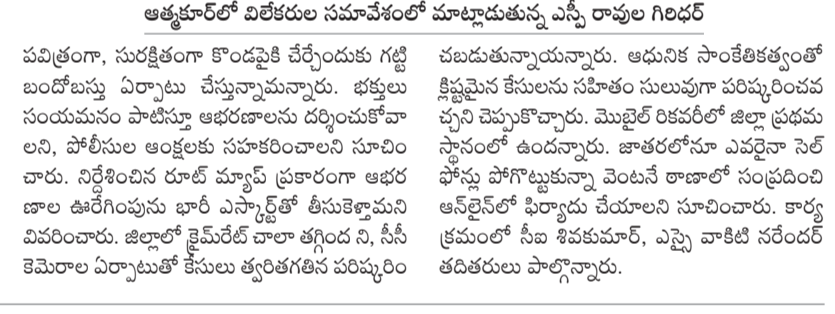 ఆత్మకూర్‌లో విలేకరుల సమావేశంలో మాట్లాడుతున్న ఎస్పీ రావుల గిరిధర్
పవిత్రంగా, సురక్షితంగా కొండపైకి చేర్చేందుకు గట్టి
బందోబస్తు ఏర్పాటు చేస్తున్నామన్నారు. భక్తులు
సంయమనం పాటిస్తూ ఆభరణాలను దర్శించుకోవా
లని, పోలీసుల ఆంక్షలకు సహకరించాలని సూచిం
చారు. నిర్దేశించిన రూట్ మ్యాప్ ప్రకారంగా ఆభర
ణాల ఊరేగింపును భారీ ఎస్కార్ట్‌తో తీసుకెళ్తామని
వివరించారు. జిల్లాలో క్రైమ్‌రేట్ చాలా తగ్గింద ని, సీసీ
కెమెరాల ఏర్పాటుతో కేసులు త్వరితగతిన పరిష్కరిం
చబడుతున్నాయన్నారు. ఆధునిక సాంకేతికత్వంతో
క్లిష్టమైన కేసులను సహితం సులువుగా పరిష్కరించవ
చ్చని చెప్పుకొచ్చారు. మొబైల్ రికవరీలో జిల్లా ప్రథమ
స్థానంలో ఉందన్నారు. జాతరలోనూ ఎవరైనా సెల్
ఫోన్లు పోగొట్టుకున్నా వెంటనే ఠాణాలో సంప్రదించి
ఆన్‌లైన్‌లో ఫిర్యాదు చేయాలని సూచించారు. కార్య
క్రమంలో సీఐ శివకుమార్, ఎస్సై వాకిటి నరేందర్
తదితరులు పాల్గొన్నారు.